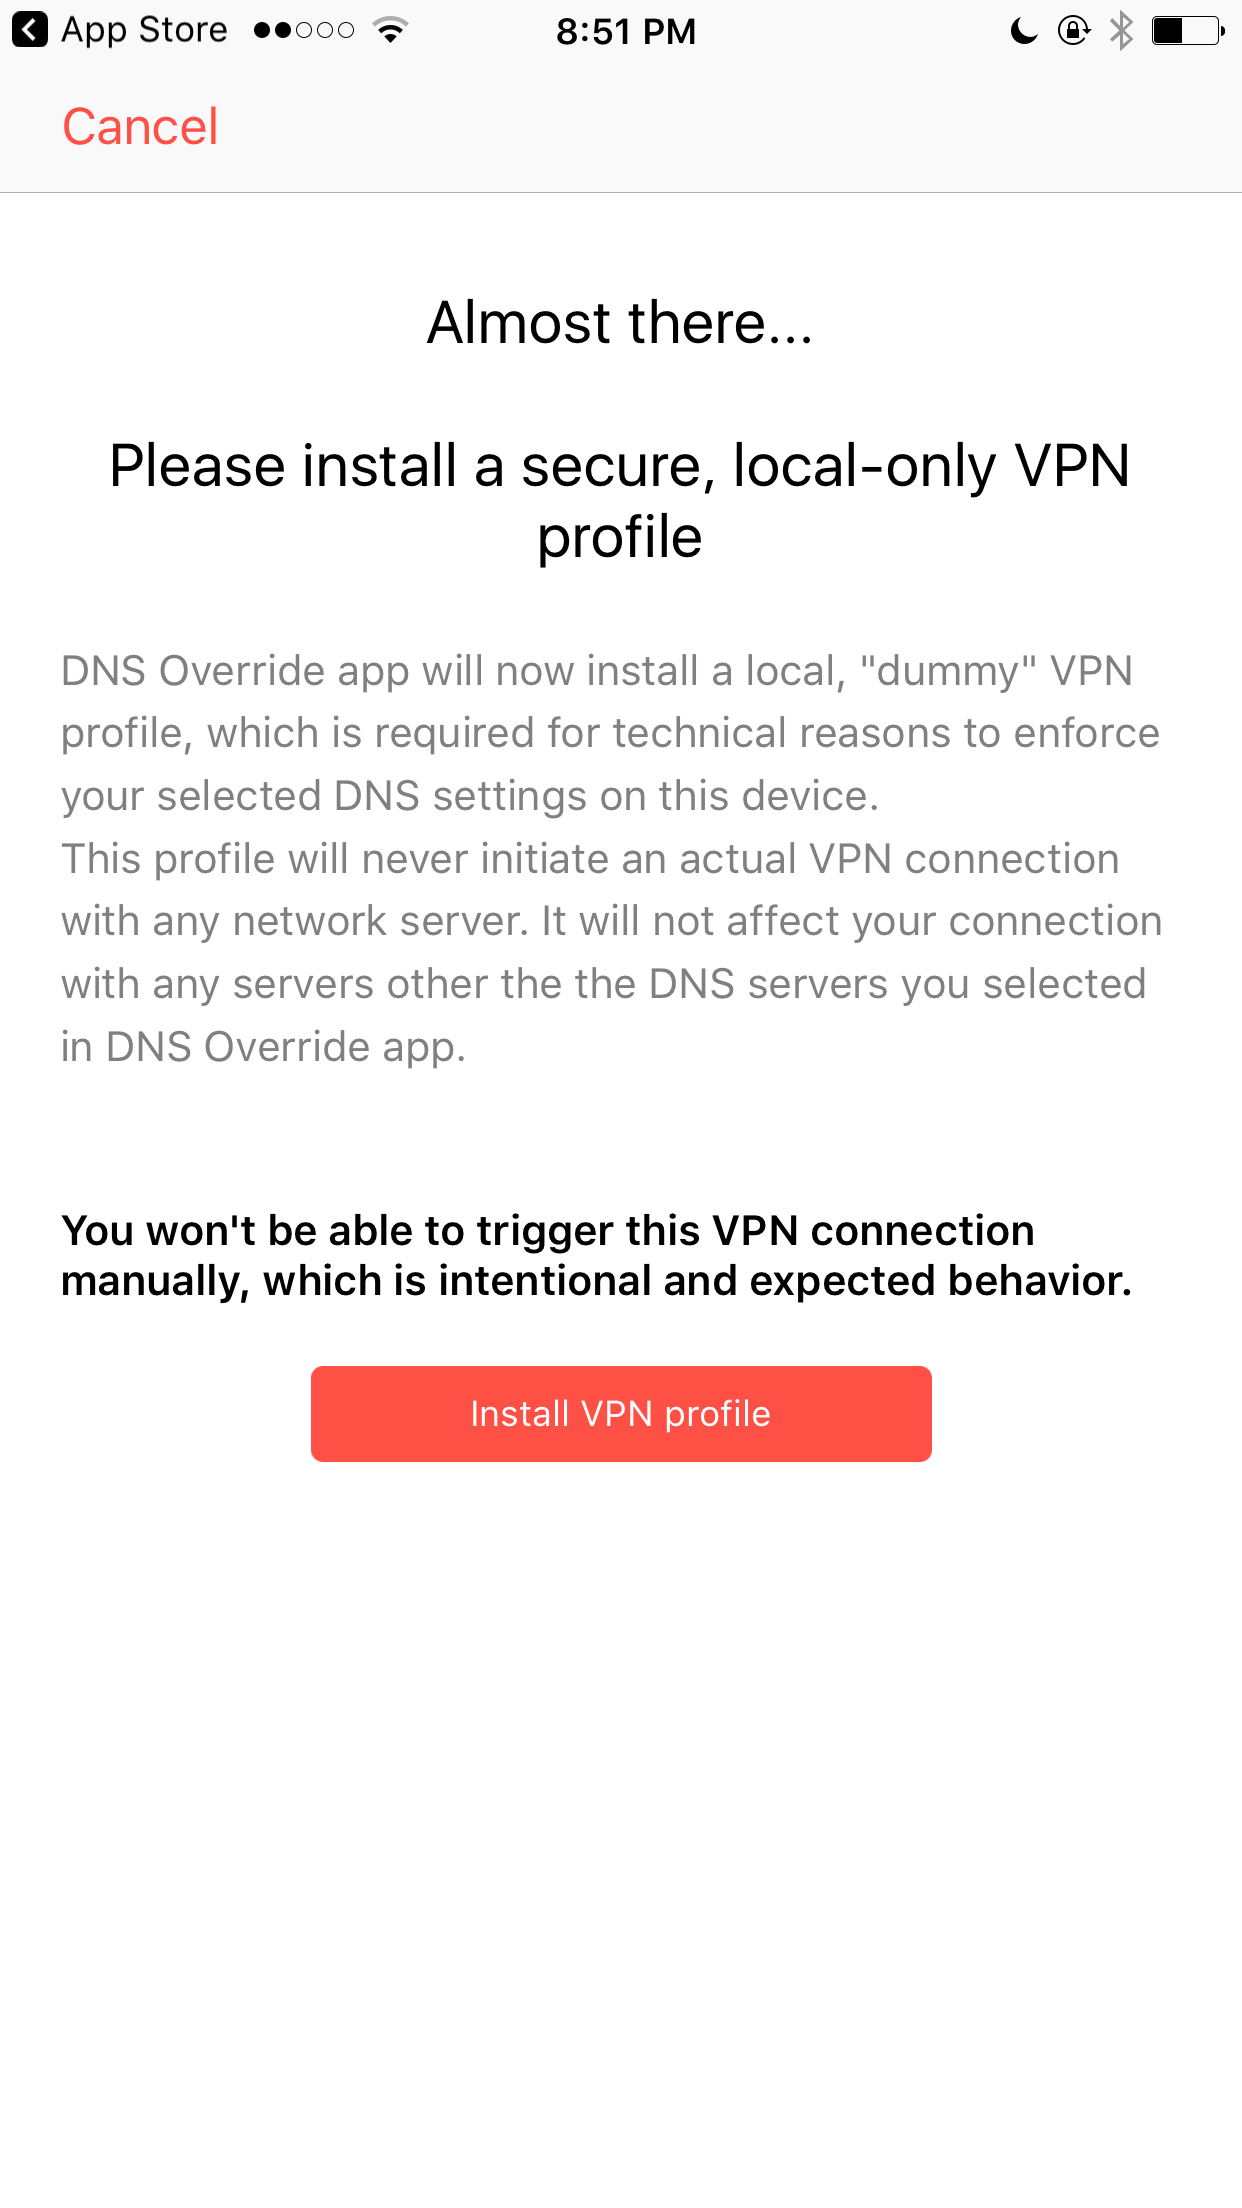 App Store
8:51 PM
Cancel
Almost there...
Please install a secure, local-only VPN
profile
DNS Override app will now install a local, "dummy" VPN
profile, which is required for technical reasons to enforce
your selected DNS settings on this device.
This profile will never initiate an actual VPN connection
with any network server. It will not affect your connection
with any servers other the the DNS servers you selected
in DNS Override app.
You won't be able to trigger this VPN connection
manually, which is intentional and expected behavior.
Install VPN profile